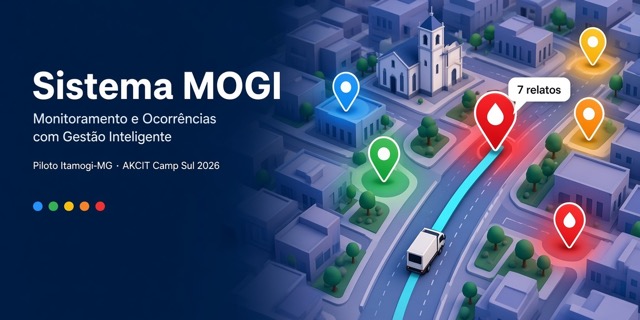 Sistema MOGI
Monitoramento e Ocorrências
com Gestão Inteligente
Piloto Itamogi-MG · AKCIT Camp Sul 2026
7 relatos